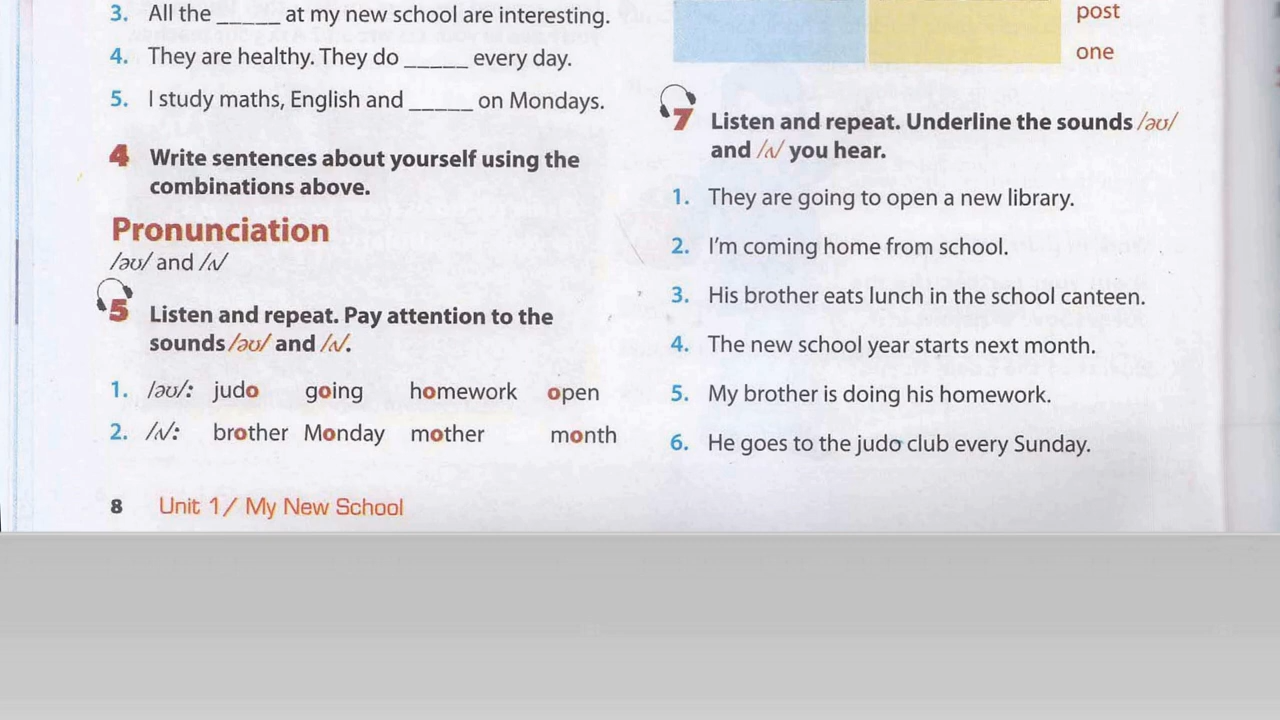 3. All the _____ at my new school are interesting.
4. They are healthy. They do _____ every day.
5. I study maths, English and _____ on Mondays.
4 Write sentences about yourself using the
combinations above.
Pronunciation
/əʊ/ and /ʌ/
5 Listen and repeat. Pay attention to the
sounds /əʊ/ and /ʌ/.
1. /əʊ/: judo going homework open
2. /ʌ/: brother Monday mother month
8 Unit 1/ My New School
post
one
7 Listen and repeat. Underline the sounds /əʊ/
and /ʌ/ you hear.
1. They are going to open a new library.
2. I'm coming home from school.
3. His brother eats lunch in the school canteen.
4. The new school year starts next month.
5. My brother is doing his homework.
6. He goes to the judo club every Sunday.